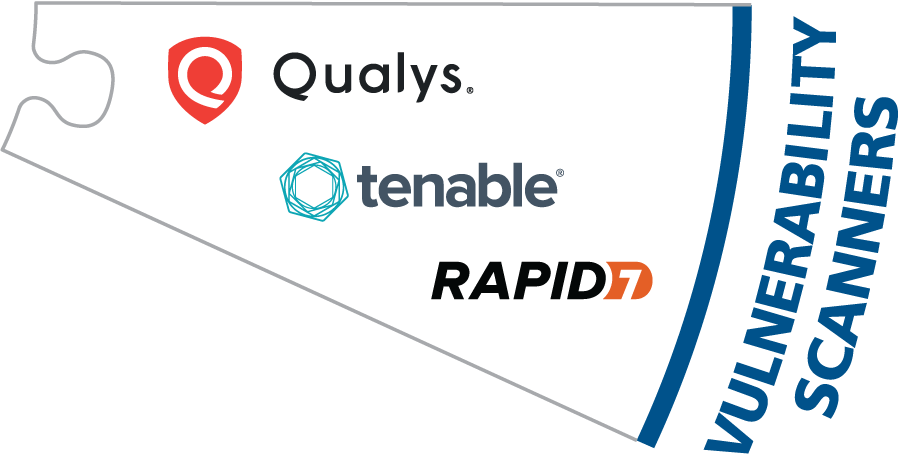 Qualys®
tenable®
RAPID7
VULNERABILITY
SCANNERS